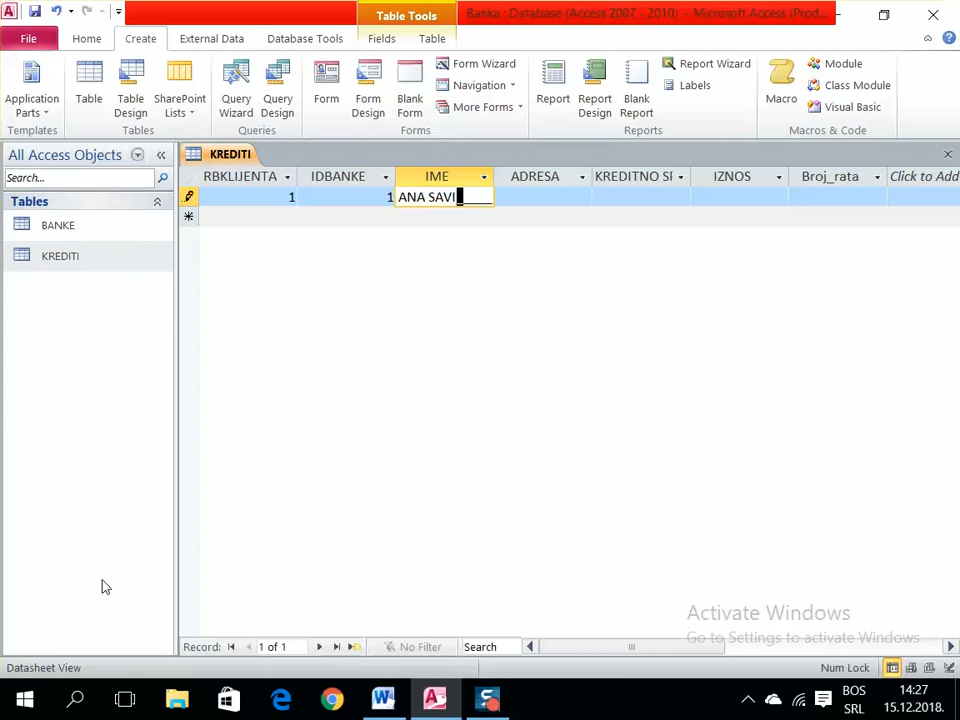 Table Tools
Banka : Database (Access 2007 - 2010) - Microsoft Access (Prod...
File Home Create External Data Database Tools Fields Table
Application Parts
Table
Table Design
SharePoint Lists
Query Wizard
Query Design
Form
Form Design
Blank Form
Form Wizard
Navigation
More Forms
Report
Report Design
Blank Report
Report Wizard
Labels
Macro
Module
Class Module
Visual Basic
Templates Tables Queries Forms Reports Macros & Code
All Access Objects
Search...
Tables
BANKE
KREDITI
KREDITI
RBKLIJENTA IDBANKE IME ADRESA KREDITNO SP IZNOS Broj_rata Click to Add
1 1 ANA SAVI
Activate Windows
Go to Settings to activate Windows.
Record: 1 of 1 No Filter Search
Datasheet View Num Lock
BOS 14:27
SRL 15.12.2018.